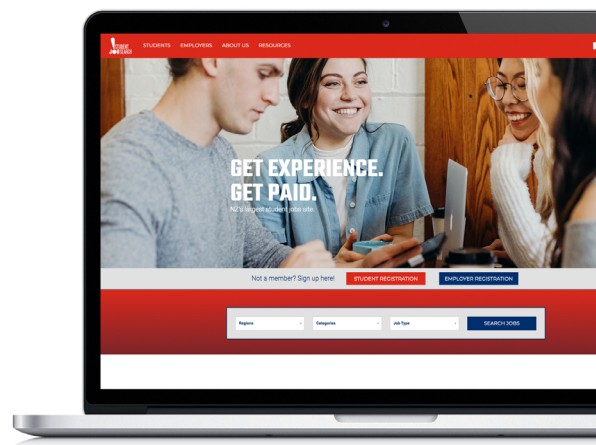 STUDENT
JOB SEARCH
STUDENTS EMPLOYERS ABOUT US RESOURCES
GET EXPERIENCE.
GET PAID.
NZ's largest student jobs site
Not a member? Sign up here! STUDENT REGISTRATION EMPLOYER REGISTRATION
Regions Categories Job Type SEARCH JOBS